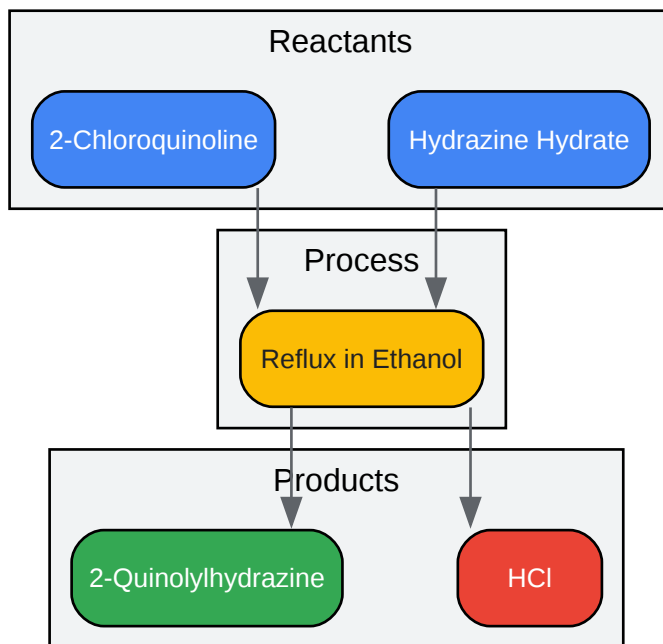 Reactants
2-Chloroquinoline
Hydrazine Hydrate
Process
Reflux in Ethanol
Products
2-Quinolylhydrazine
HCl